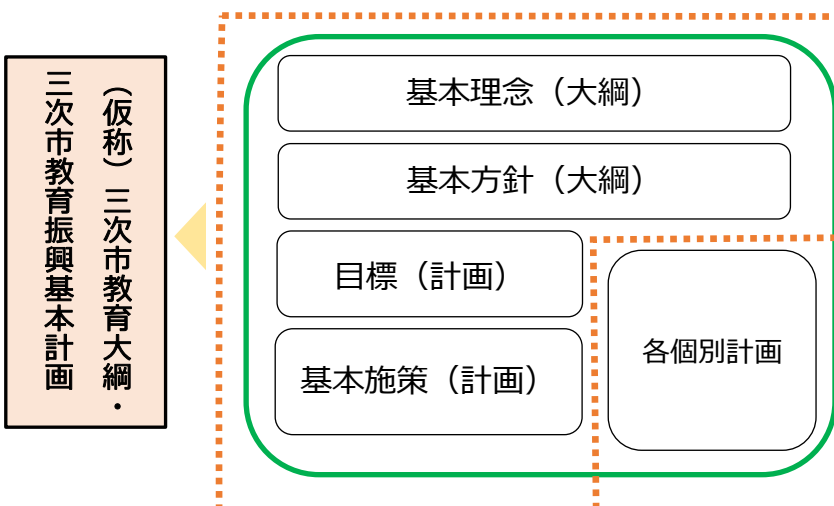 （仮称）三次市教育大綱・
三次市教育振興基本計画
基本理念（大綱）
基本方針（大綱）
目標（計画）
基本施策（計画）
各個別計画